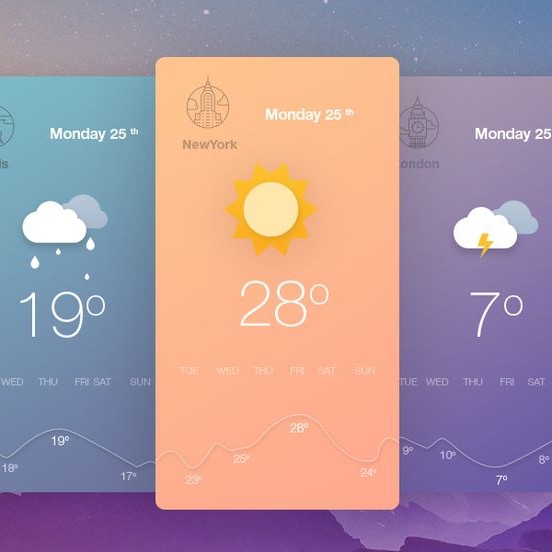 is
Monday 25 th
19º
WED THU FRI SAT SUN
18º
19º
17º
NewYork
Monday 25 th
28º
TUE WED THU FRI SAT SUN
23º
25º
28º
24º
ondon
Monday 25
7º
TUE WED THU FRI SAT
9º
10º
7º
8º